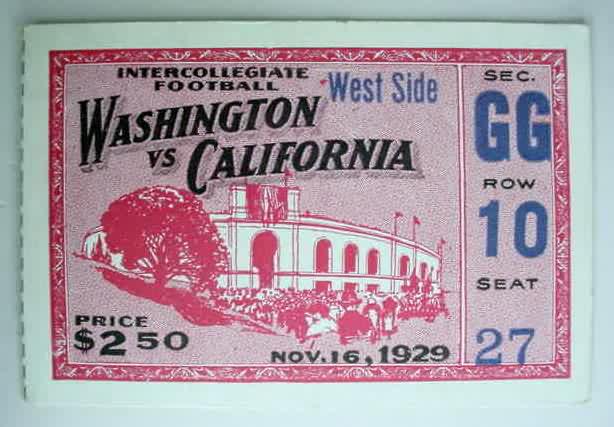 INTERCOLLEGIATE
FOOTBALL
West Side
WASHINGTON
VS CALIFORNIA
PRICE
$2.50
NOV. 16, 1929
SEC.
GG
ROW
10
SEAT
27